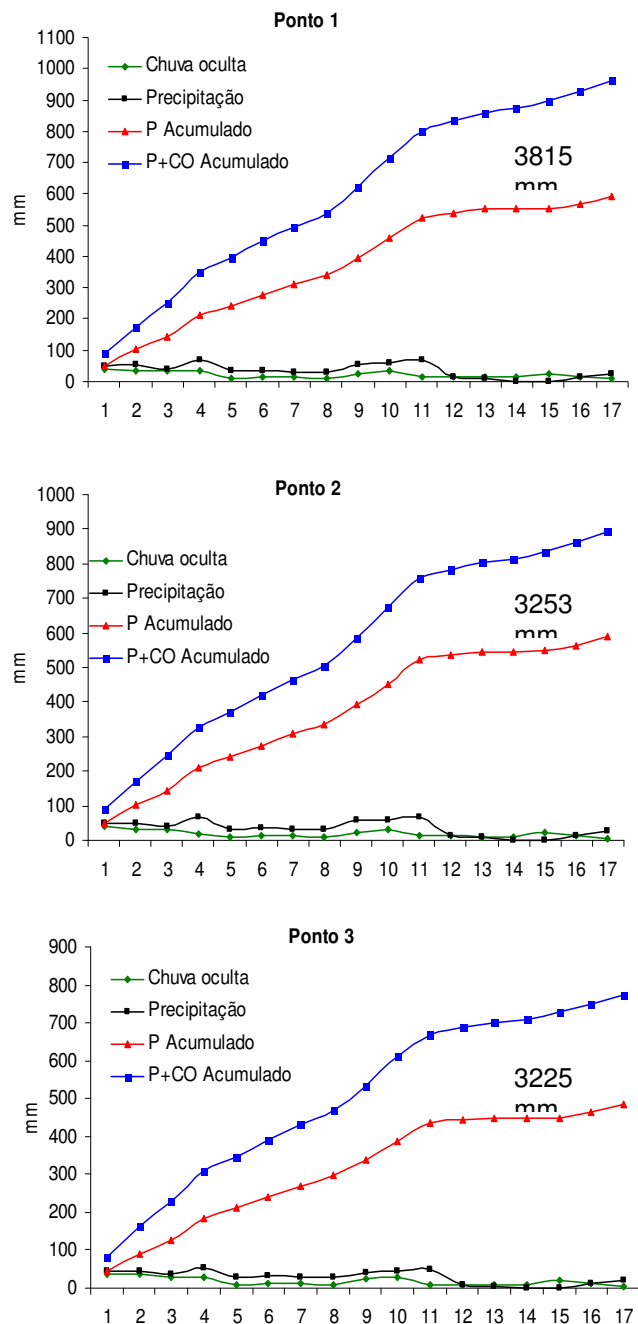 Ponto 1
1100
1000
900
800
700
600
500
400
300
200
100
0
mm
Chuva oculta
Precipitação
P Acumulado
P+CO Acumulado
3815
mm
1 2 3 4 5 6 7 8 9 10 11 12 13 14 15 16 17
Ponto 2
1000
900
800
700
600
500
400
300
200
100
0
mm
Chuva oculta
Precipitação
P Acumulado
P+CO Acumulado
3253
mm
1 2 3 4 5 6 7 8 9 10 11 12 13 14 15 16 17
Ponto 3
900
800
700
600
500
400
300
200
100
0
mm
Chuva oculta
Precipitação
P Acumulado
P+CO Acumulado
3225
mm
1 2 3 4 5 6 7 8 9 10 11 12 13 14 15 16 17